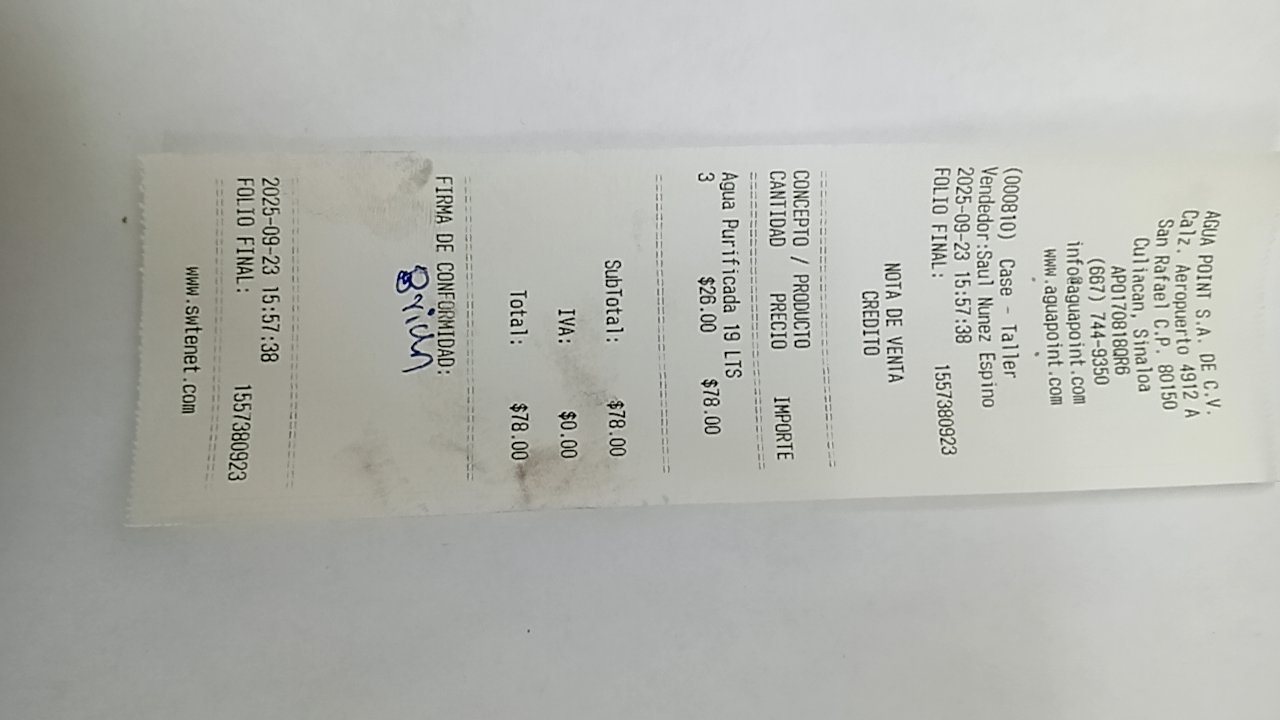 AGUA POINT S.A. DE C.V.
Calz. Aeropuerto 4912 A
San Rafael C.P. 80150
Culiacan, Sinaloa
APO170818QR6
(667) 744-9350
info@aguapoint.com
www.aguapoint.com
(000810) Case - Taller
Vendedor:Saul Nunez Espino
2025-09-23 15:57:38
FOLIO FINAL: 1557380923
NOTA DE VENTA
CREDITO
CONCEPTO / PRODUCTO
CANTIDAD PRECIO IMPORTE
Agua Purificada 19 LTS
3 $26.00 $78.00
SubTotal: $78.00
IVA: $0.00
Total: $78.00
FIRMA DE CONFORMIDAD:
2025-09-23 15:57:38
FOLIO FINAL: 1557380923
www.swtenet.com